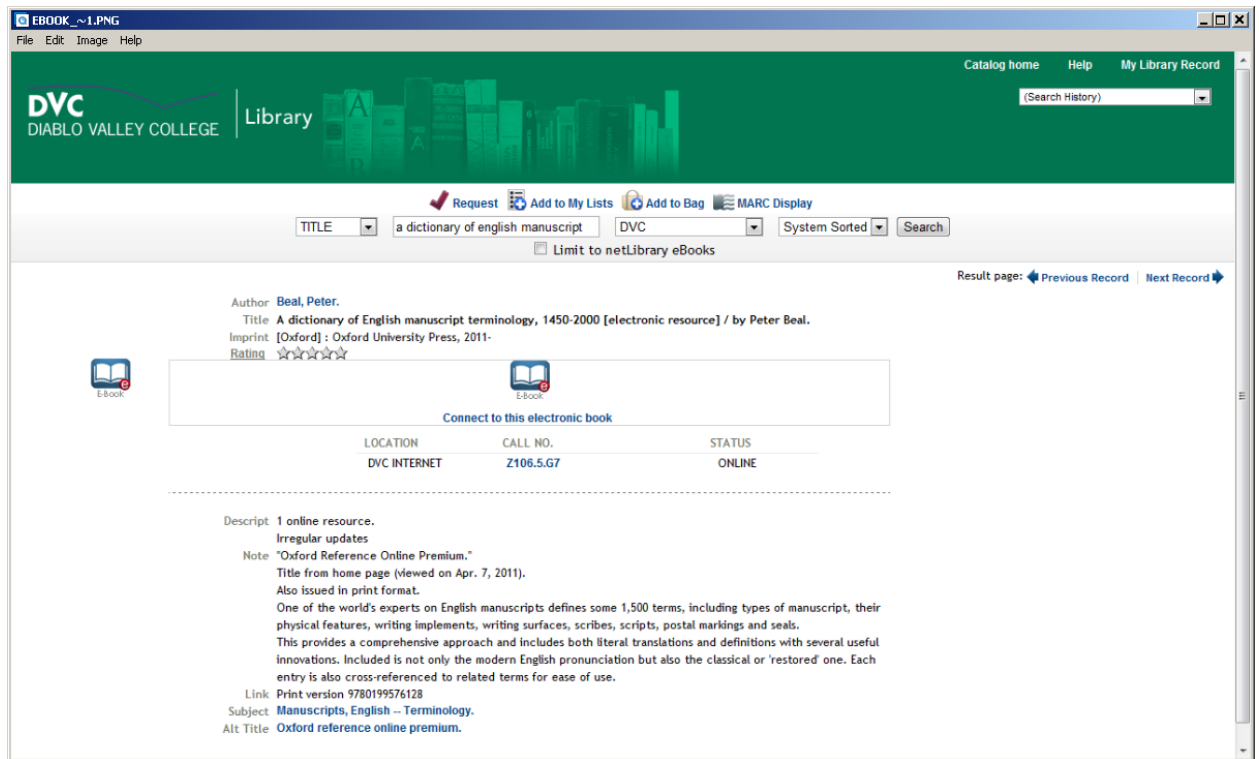 EBOOK_~1.PNG
File Edit Image Help
Catalog home Help My Library Record
(Search History)
DVC
DIABLO VALLEY COLLEGE
Library
Request Add to My Lists Add to Bag MARC Display
TITLE a dictionary of english manuscript DVC System Sorted Search
Limit to netLibrary eBooks
Result page: Previous Record Next Record
Author Beal, Peter.
Title A dictionary of English manuscript terminology, 1450-2000 [electronic resource] / by Peter Beal.
Imprint [Oxford] : Oxford University Press, 2011-
Rating
E-Book
E-Book
Connect to this electronic book
LOCATION CALL NO. STATUS
DVC INTERNET Z106.5.G7 ONLINE
Descript 1 online resource.
Irregular updates
Note "Oxford Reference Online Premium."
Title from home page (viewed on Apr. 7, 2011).
Also issued in print format.
One of the world's experts on English manuscripts defines some 1,500 terms, including types of manuscript, their
physical features, writing implements, writing surfaces, scribes, scripts, postal markings and seals.
This provides a comprehensive approach and includes both literal translations and definitions with several useful
innovations. Included is not only the modern English pronunciation but also the classical or 'restored' one. Each
entry is also cross-referenced to related terms for ease of use.
Link Print version 9780199576128
Subject Manuscripts, English -- Terminology.
Alt Title Oxford reference online premium.